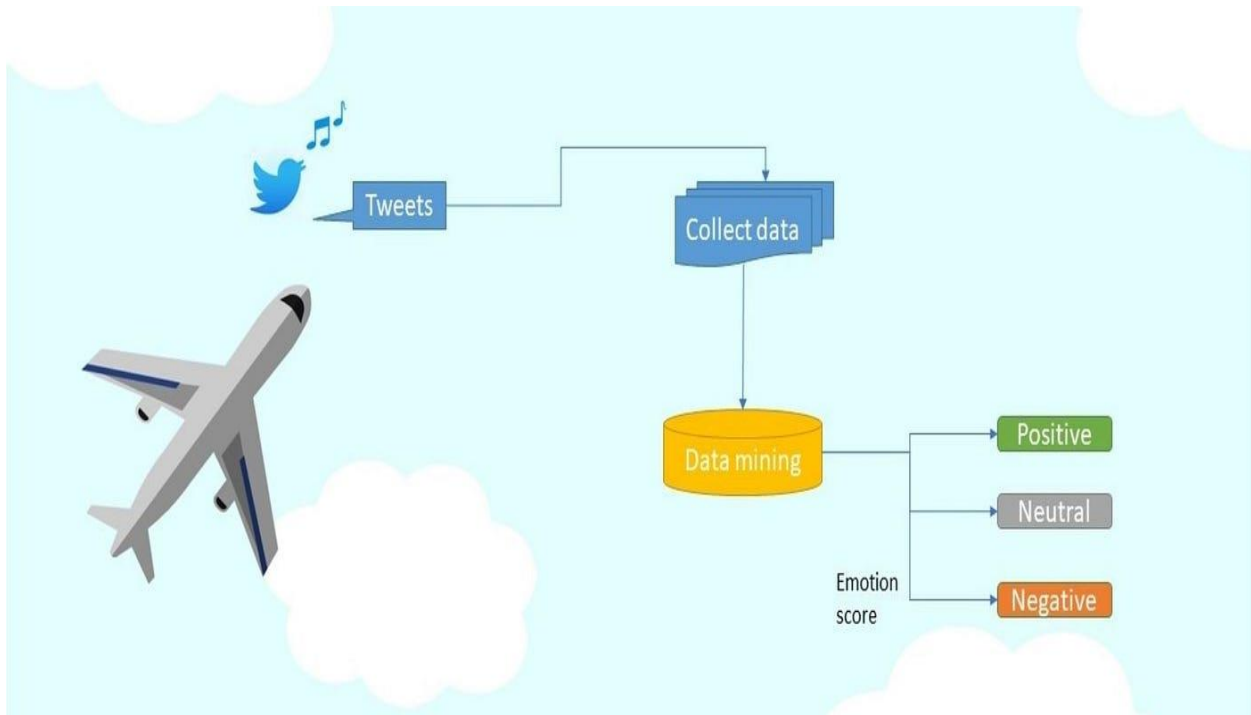 Tweets
Collect data
Data mining
Positive
Neutral
Emotion
score
Negative